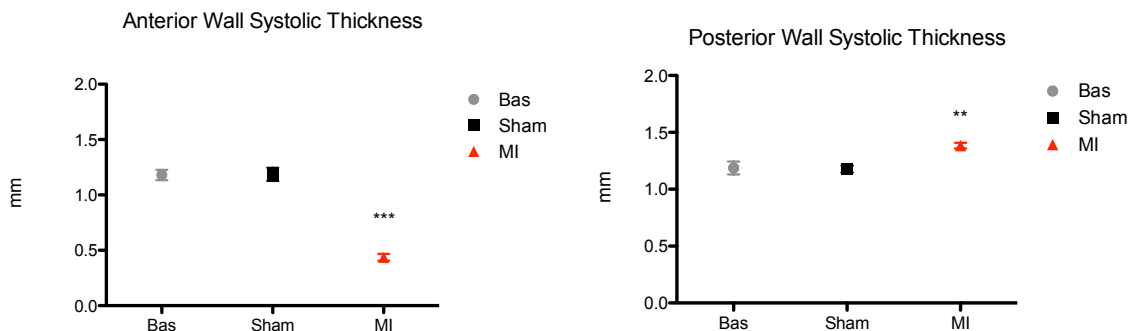 Anterior Wall Systolic Thickness
mm
2.0
1.5
1.0
0.5
0.0
***
Bas Sham MI
Bas
Sham
MI
Posterior Wall Systolic Thickness
mm
2.0
1.5
1.0
0.5
0.0
**
Bas Sham MI
Bas
Sham
MI